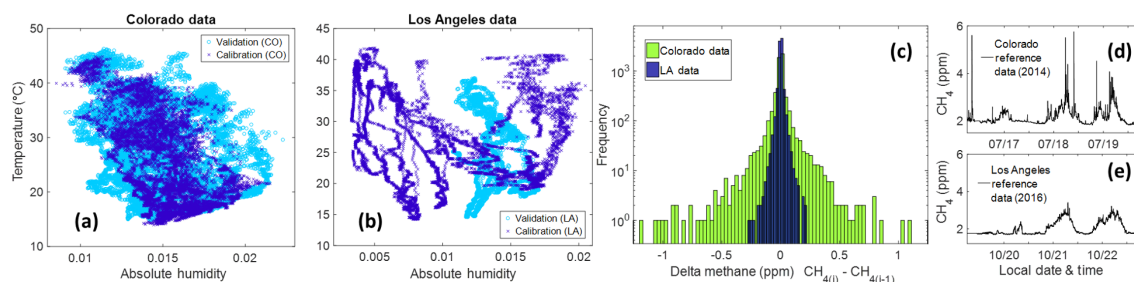 Colorado data
(a)
50
40
30
20
10
Temperature (°C)
0.01
0.015
0.02
Absolute humidity
Validation (CO)
Calibration (CO)
(a)
Los Angeles data
45
40
35
30
25
20
15
10
0.005
0.01
0.015
0.02
Absolute humidity
Validation (LA)
Calibration (LA)
(b)
Frequency
10³
10²
10¹
10⁰
Colorado data
LA data
(c)
-1
-0.5
0
0.5
1
Delta methane (ppm) CH₄₍ᵢ₎ - CH₄₍ᵢ₋₁₎
6
4
2
CH₄ (ppm)
Colorado
reference
data (2014)
(d)
07/17
07/18
07/19
6
4
2
CH₄ (ppm)
Los Angeles
reference
data (2016)
(e)
10/20
10/21
10/22
Local date & time